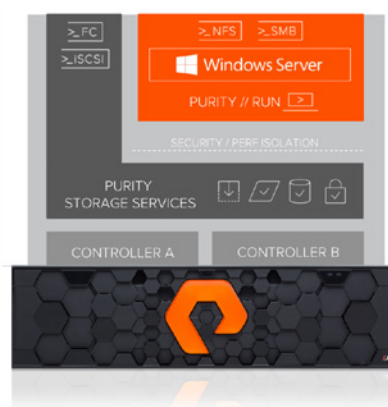 >_FC
>_ISCSI
>_NFS >_SMB
Windows Server
PURITY // RUN >
SECURITY / PERF ISOLATION
PURITY
STORAGE SERVICES
CONTROLLER A
CONTROLLER B